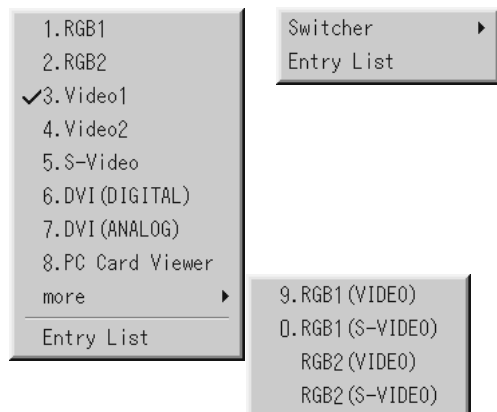 1.RGB1
2.RGB2
3.Video1
4.Video2
5.S-Video
6.DVI(DIGITAL)
7.DVI(ANALOG)
8.PC Card Viewer
more
Entry List
Switcher
Entry List
9.RGB1(VIDEO)
0.RGB1(S-VIDEO)
RGB2(VIDEO)
RGB2(S-VIDEO)